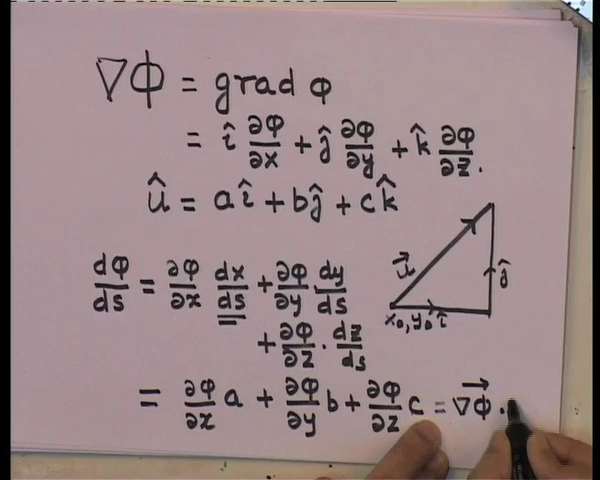 ∇Φ = grad φ
= î ∂φ/∂x + ĵ ∂φ/∂y + k̂ ∂φ/∂z.
û = aî + bĵ + ck̂
dφ/ds = ∂φ/∂x dx/ds + ∂φ/∂y dy/ds
+ ∂φ/∂z · dz/ds
u⃗
ĵ
x₀, y₀ î
= ∂φ/∂x a + ∂φ/∂y b + ∂φ/∂z c = ∇⃗φ ·